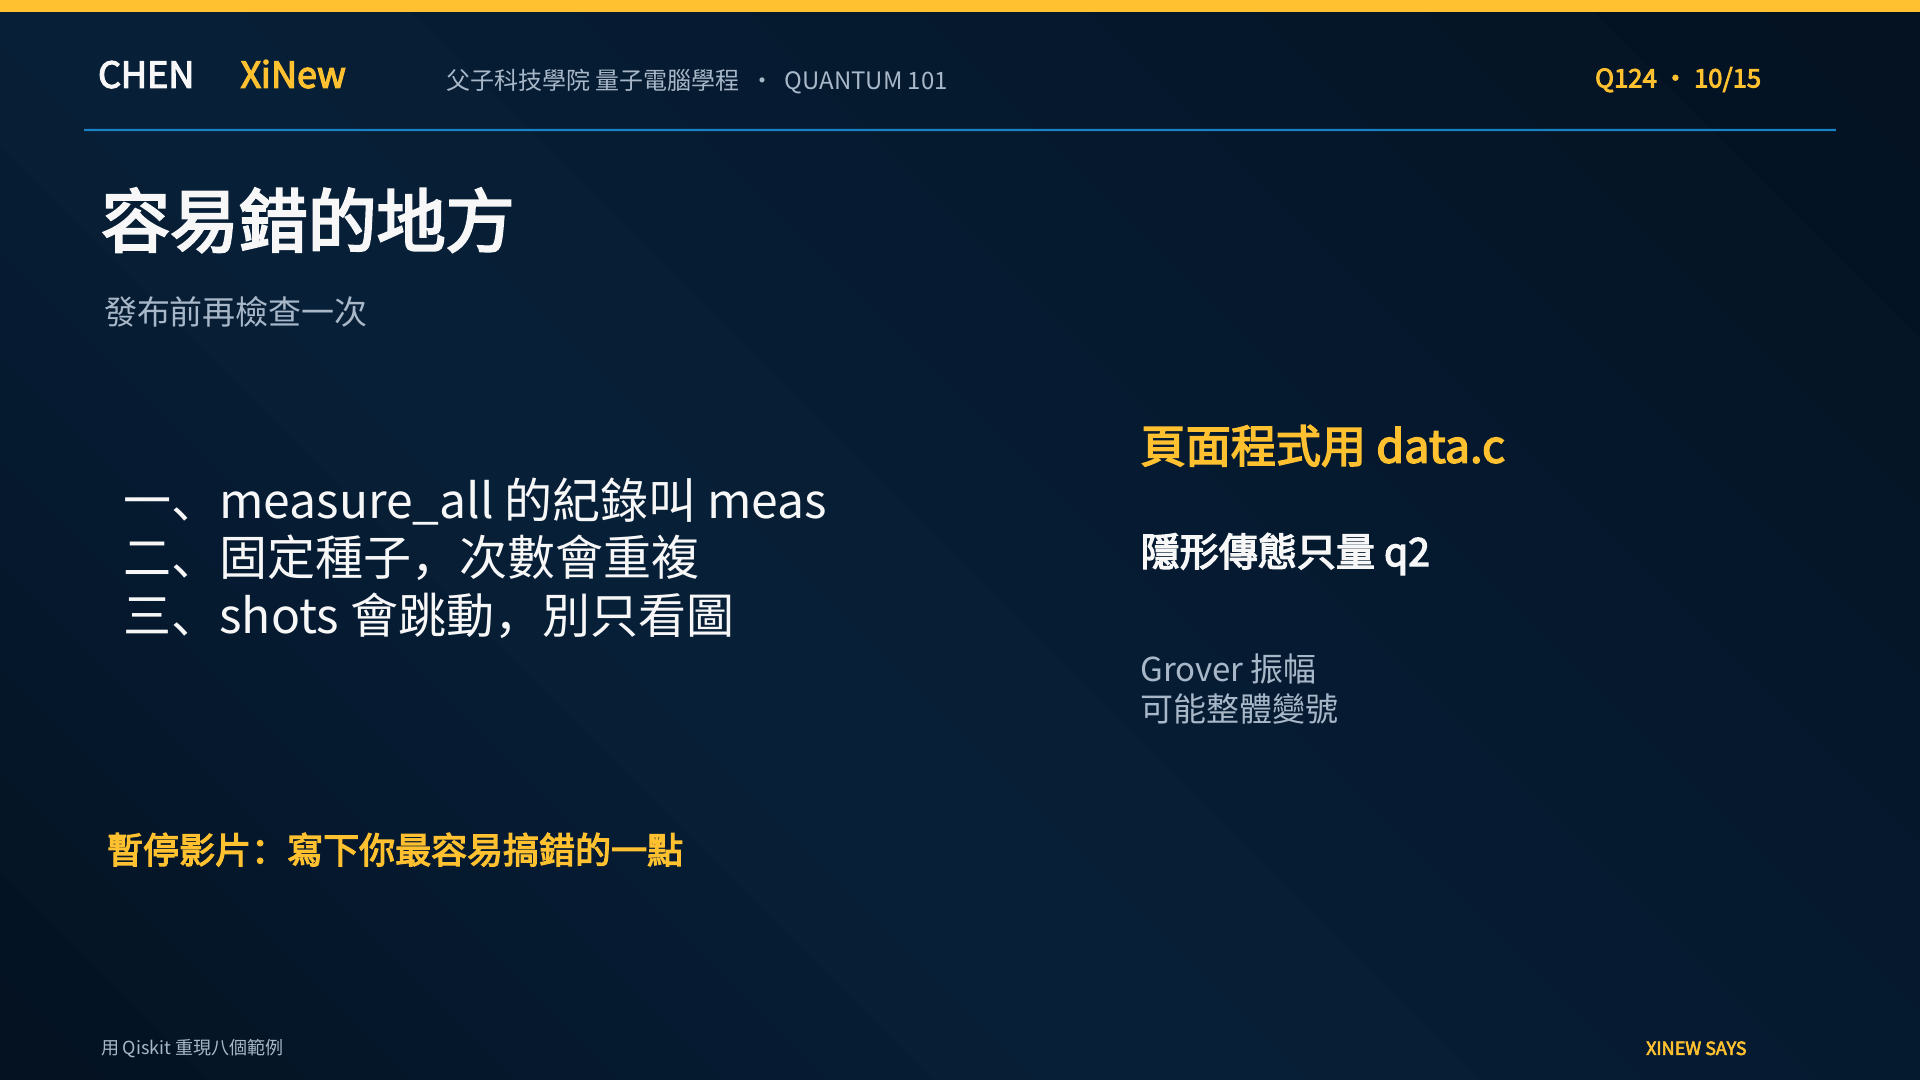 CHEN XiNew 父子科技學院 量子電腦學程 • QUANTUM 101 Q124 • 10/15
容易錯的地方
發布前再檢查一次
一、measure_all 的紀錄叫 meas
二、固定種子，次數會重複
三、shots 會跳動，別只看圖
頁面程式用 data.c
隱形傳態只量 q2
Grover 振幅
可能整體變號
暫停影片：寫下你最容易搞錯的一點
用 Qiskit 重現八個範例
XINEW SAYS